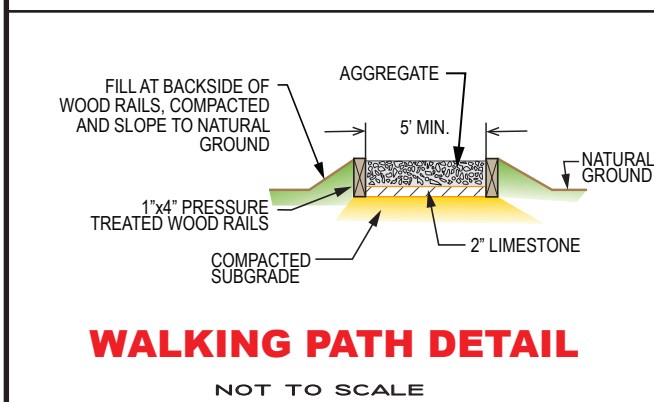 FILL AT BACKSIDE OF
WOOD RAILS, COMPACTED
AND SLOPE TO NATURAL
GROUND
AGGREGATE
5’ MIN.
NATURAL
GROUND
1”x4” PRESSURE
TREATED WOOD RAILS
2” LIMESTONE
COMPACTED
SUBGRADE
WALKING PATH DETAIL
NOT TO SCALE